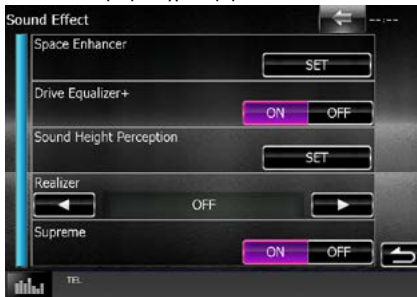 Sound Effect
--:--
Space Enhancer
SET
Drive Equalizer+
ON OFF
Sound Height Perception
SET
Realizer
OFF
Supreme
ON OFF
TEL